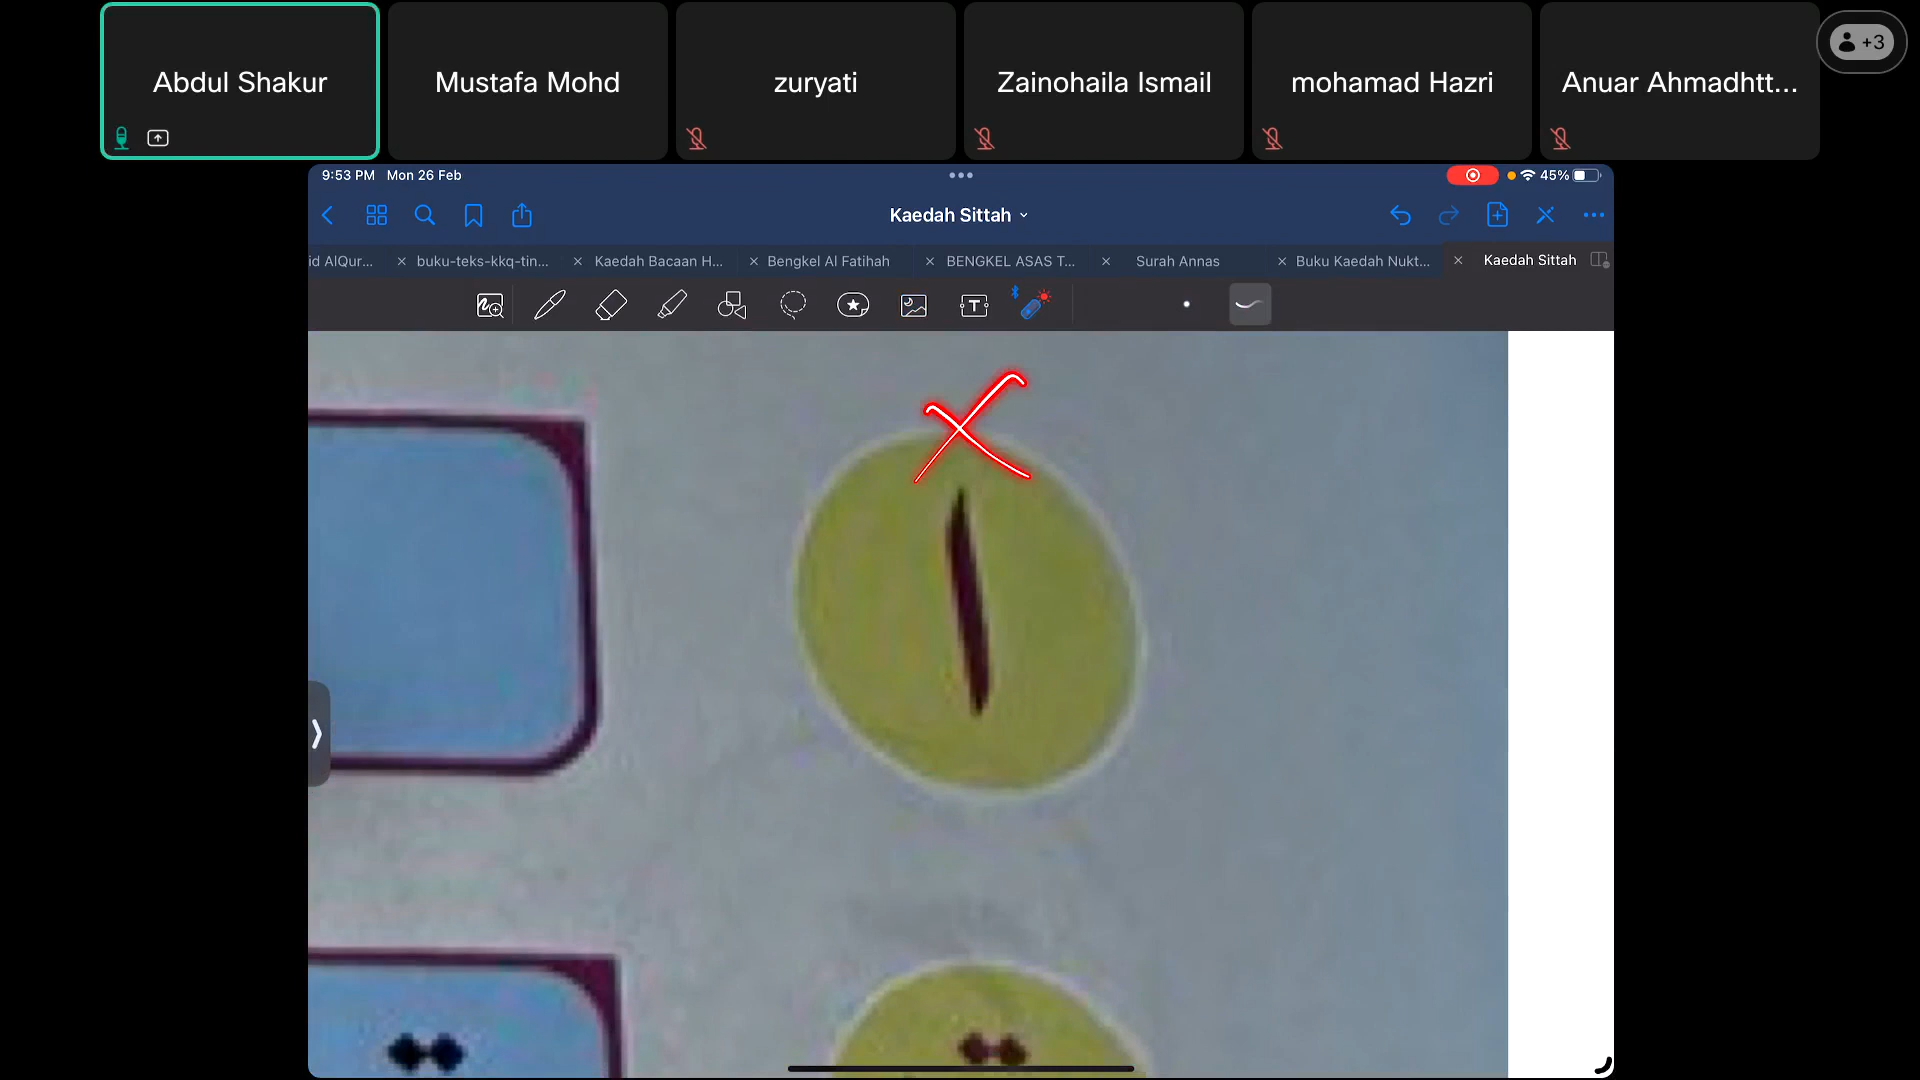 Abdul Shakur
Mustafa Mohd
zuryati
Zainohaila Ismail
mohamad Hazri
Anuar Ahmadhtt...
+3
9:53 PM Mon 26 Feb
45%
Kaedah Sittah
id AlQur...
buku-teks-kkq-tin...
Kaedah Bacaan H...
Bengkel Al Fatihah
BENGKEL ASAS T...
Surah Annas
Buku Kaedah Nukt...
Kaedah Sittah
T
ا